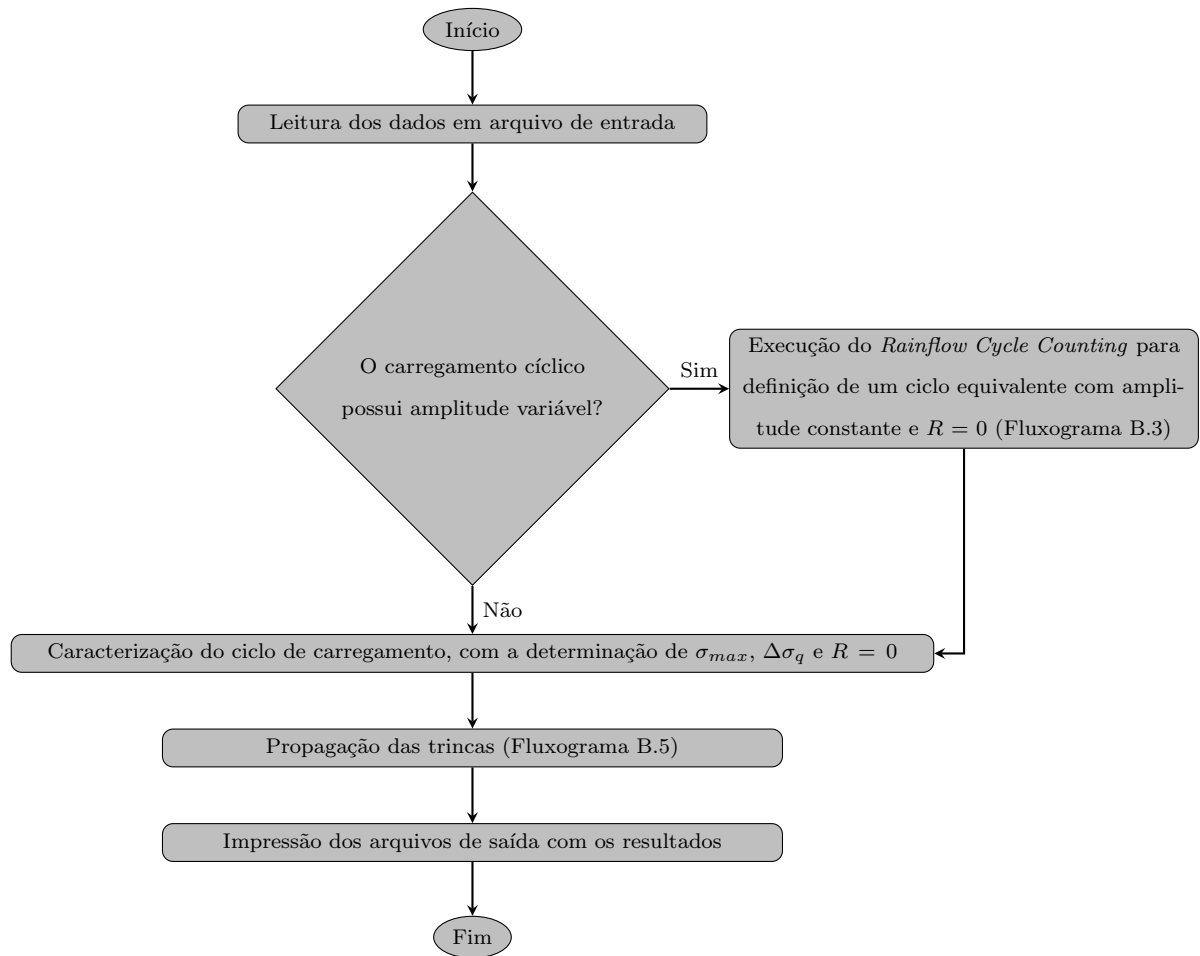 Início
Leitura dos dados em arquivo de entrada
O carregamento cíclico
possui amplitude variável?
Sim
Execução do Rainflow Cycle Counting para
definição de um ciclo equivalente com ampli-
tude constante e R = 0 (Fluxograma B.3)
Não
Caracterização do ciclo de carregamento, com a determinação de σmax, Δσq e R = 0
Propagação das trincas (Fluxograma B.5)
Impressão dos arquivos de saída com os resultados
Fim